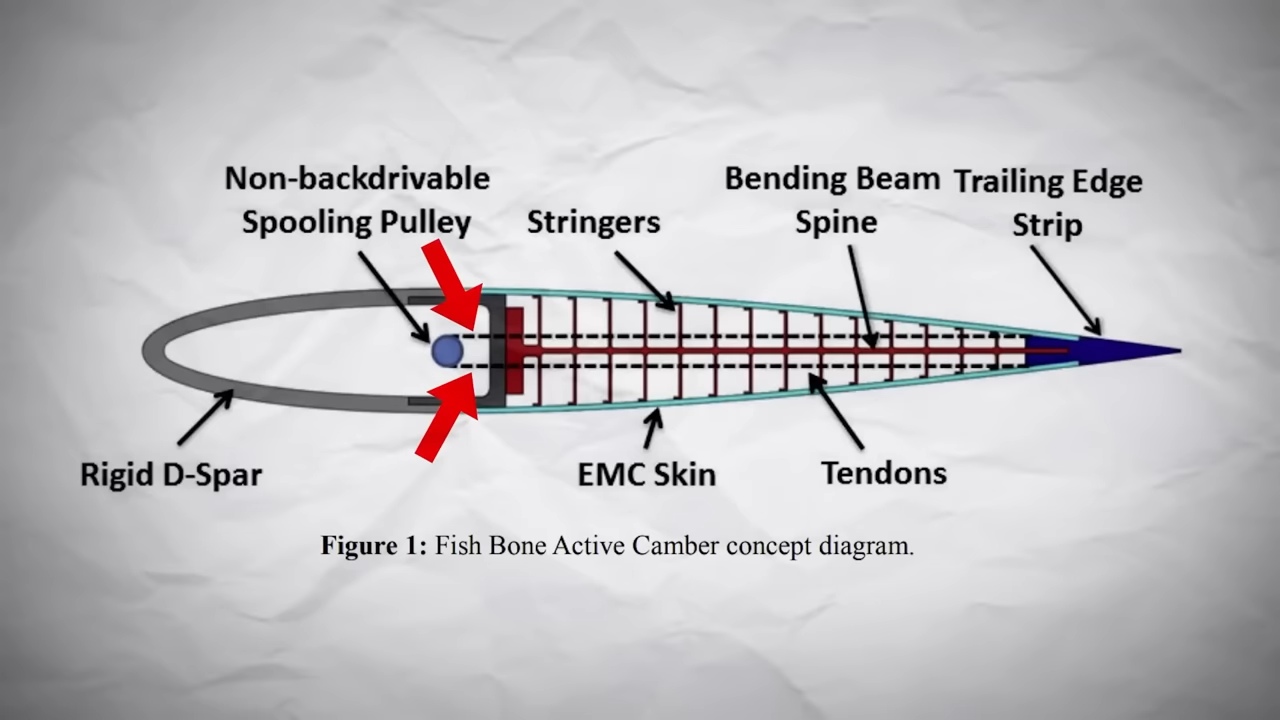 Non-backdrivable
Spooling Pulley
Stringers
Bending Beam
Spine
Trailing Edge
Strip
Rigid D-Spar
EMC Skin
Tendons
Figure 1: Fish Bone Active Camber concept diagram.